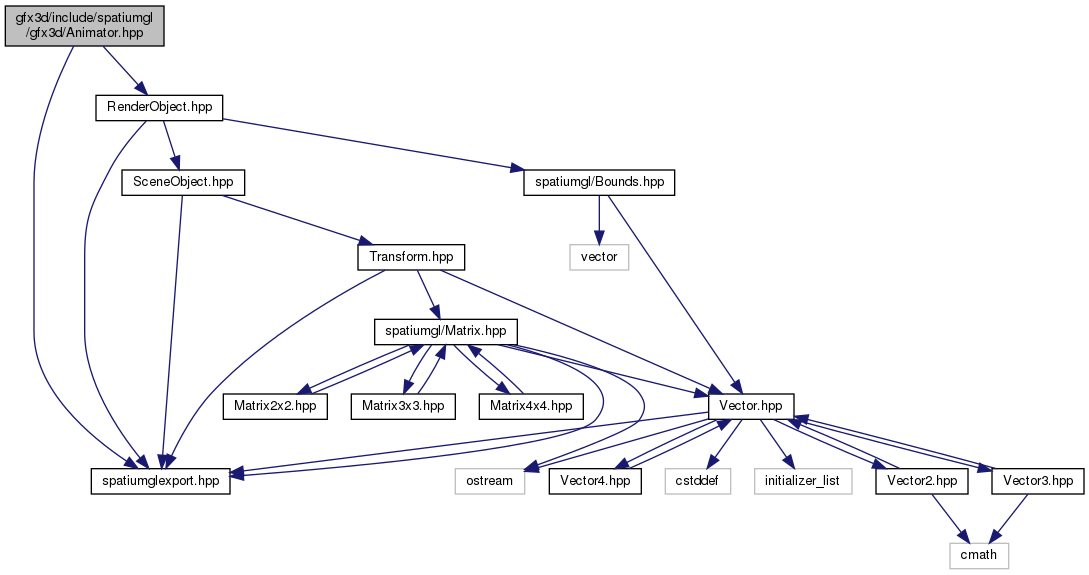 gfx3d/include/spatiumgl
/gfx3d/Animator.hpp
RenderObject.hpp
SceneObject.hpp
spatiumgl/Bounds.hpp
Transform.hpp
vector
spatiumgl/Matrix.hpp
Matrix2x2.hpp
Matrix3x3.hpp
Matrix4x4.hpp
Vector.hpp
spatiumglexport.hpp
ostream
Vector4.hpp
cstddef
initializer_list
Vector2.hpp
Vector3.hpp
cmath